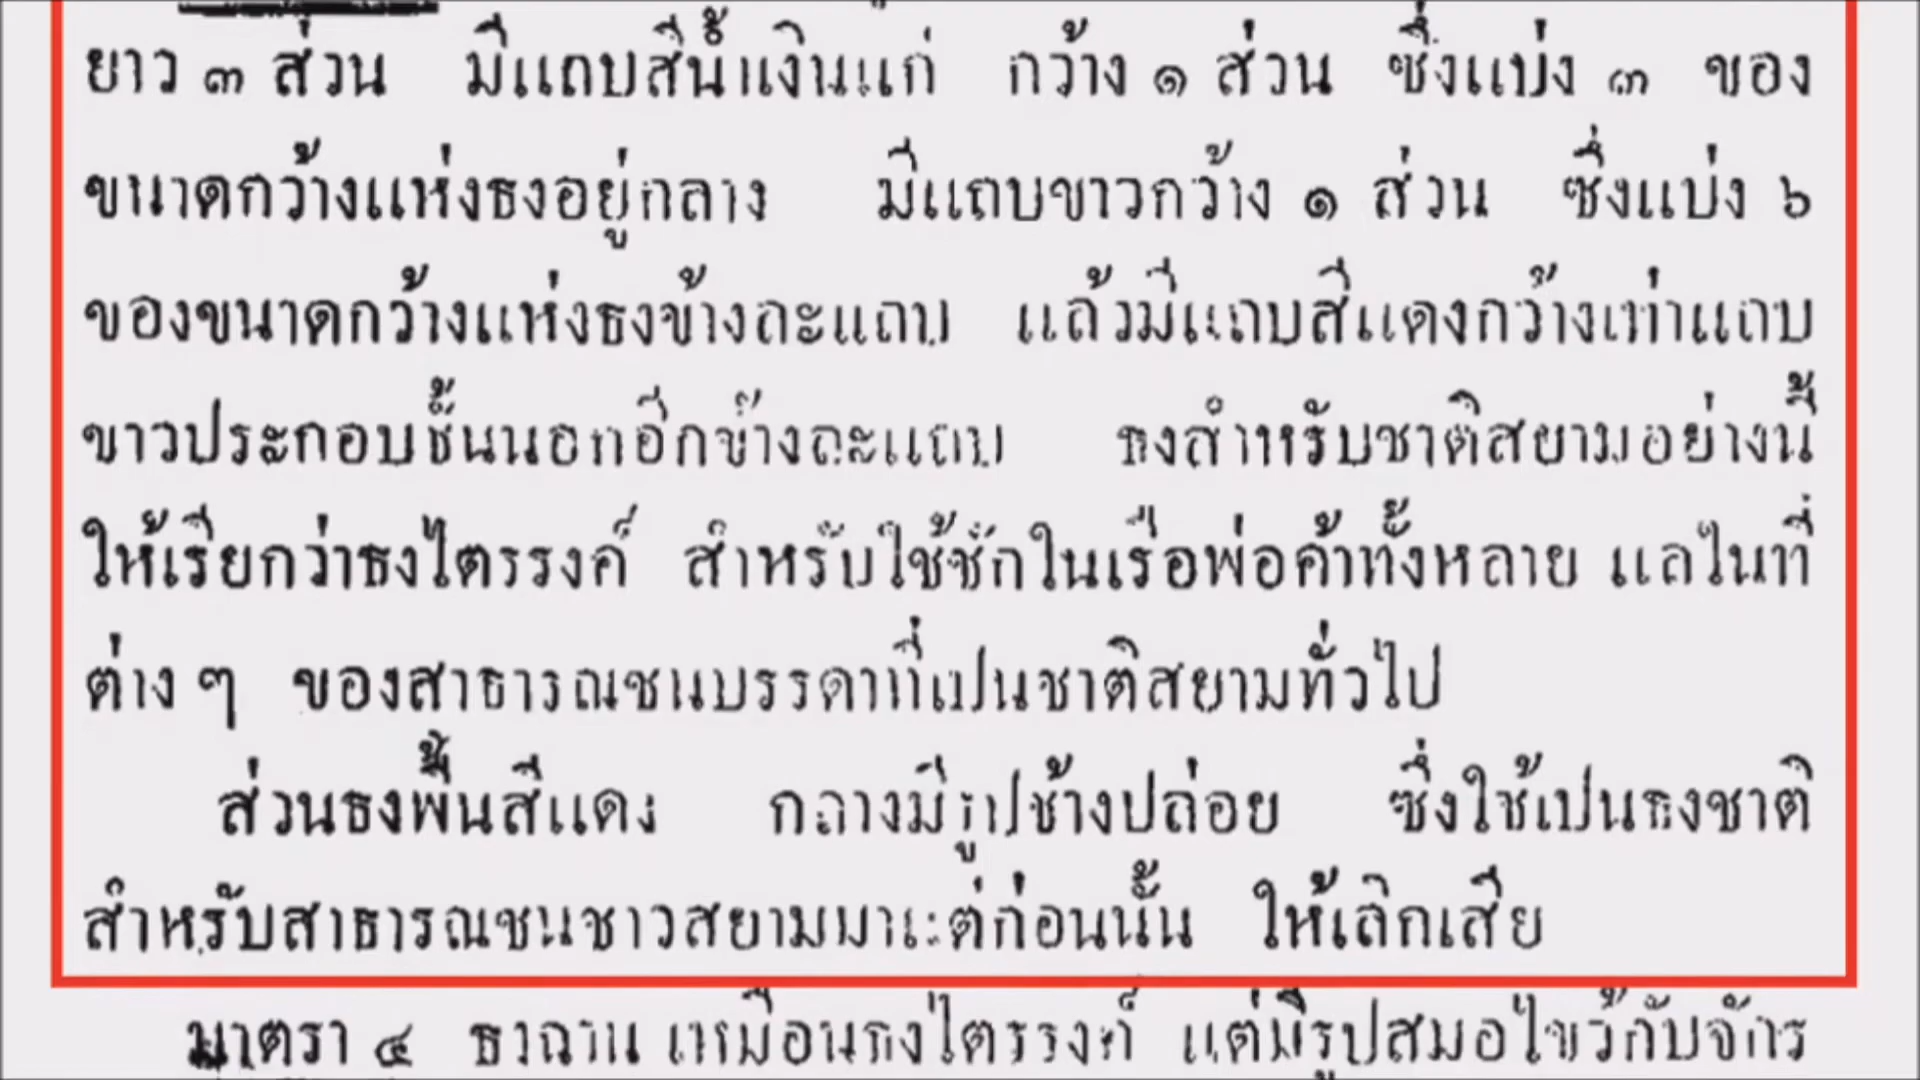 ยาว ๓ ส่วน มีแถบสีน้ำเงินแก่ กว้าง ๑ ส่วน ซึ่งแบ่ง ๓ ของ
ขนาดกว้างแห่งธงอยู่กลาง มีแถบขาวกว้าง ๑ ส่วน ซึ่งแบ่ง ๖
ของขนาดกว้างแห่งธงข้างละแถบ แล้วมีแถบสีแดงกว้างเท่าแถบ
ขาวประกอบชั้นนอกอีกข้างละแถบ ธงสำหรับชาติสยามอย่างนี้
ให้เรียกว่าธงไตรรงค์ สำหรับใช้ชักในเรือพ่อค้าทั้งหลาย แลในที่
ต่าง ๆ ของสาธารณชนบรรดาที่เปนชาติสยามทั่วไป
ส่วนธงพื้นสีแดง กลางมีรูปช้างปล่อย ซึ่งใช้เปนธงชาติ
สำหรับสาธารณชนชาวสยามมาแต่ก่อนนั้น ให้เลิกเสีย
มาตรา ๔ ธงฉาน เหมือนธงไตรรงค์ แต่มีรูปสมอไขว้กับจักร